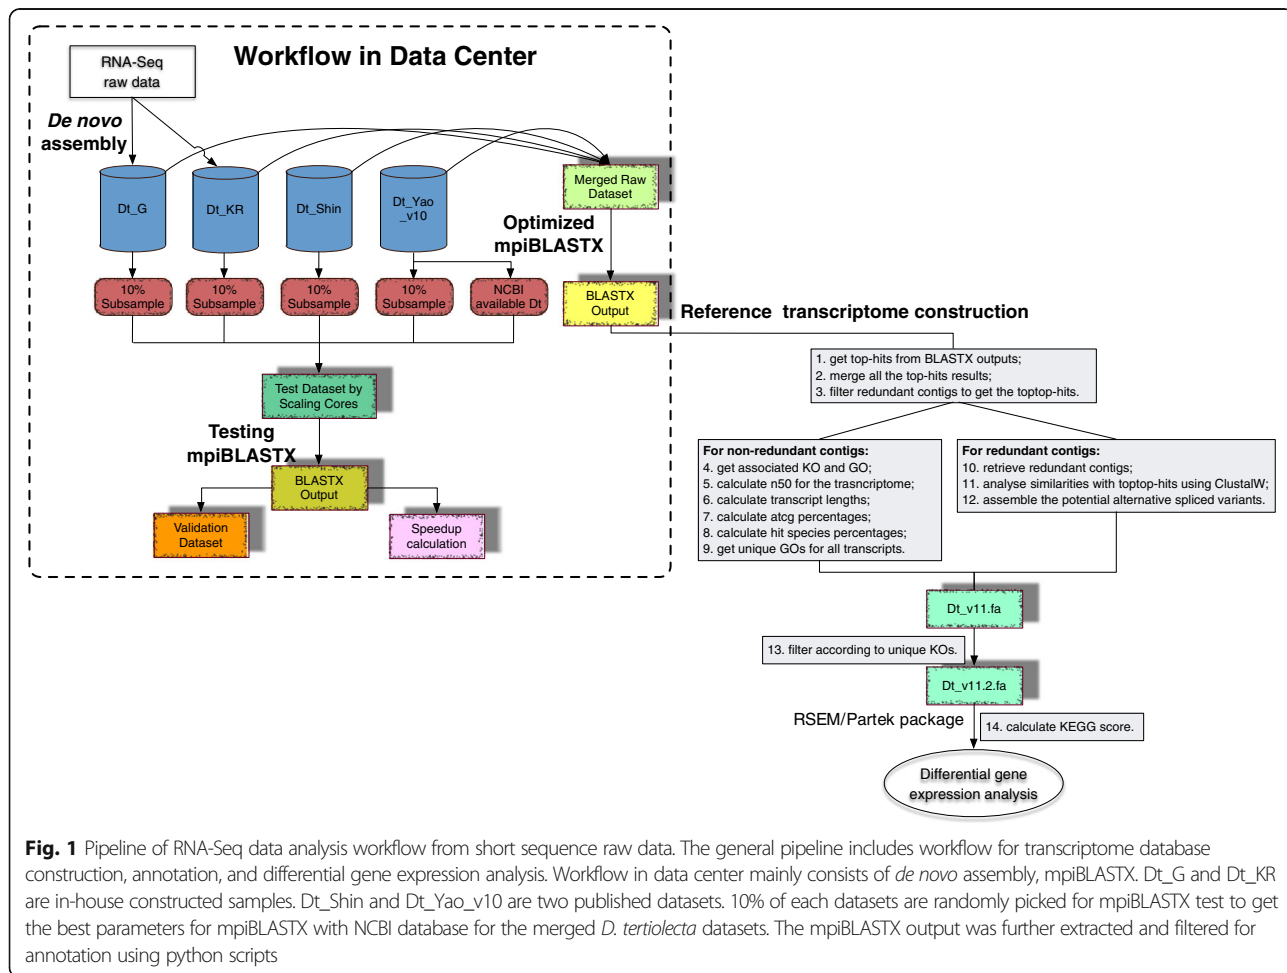 Workflow in Data Center
RNA-Seq
raw data
De novo
assembly
Dt_G
Dt_KR
Dt_Shin
Dt_Yao
_v10
Merged Raw
Dataset
Optimized
mpiBLASTX
10%
Subsample
10%
Subsample
10%
Subsample
10%
Subsample
NCBI
available Dt
BLASTX
Output
Reference transcriptome construction
1. get top-hits from BLASTX outputs;
2. merge all the top-hits results;
3. filter redundant contigs to get the toptop-hits.
Test Dataset by
Scaling Cores
Testing
mpiBLASTX
BLASTX
Output
Validation
Dataset
Speedup
calculation
For non-redundant contigs:
4. get associated KO and GO;
5. calculate n50 for the trasncriptome;
6. calculate transcript lengths;
7. calculate atcg percentages;
8. calculate hit species percentages;
9. get unique GOs for all transcripts.
For redundant contigs:
10. retrieve redundant contigs;
11. analyse similarities with toptop-hits using ClustalW;
12. assemble the potential alternative spliced variants.
Dt_v11.fa
13. filter according to unique KOs.
Dt_v11.2.fa
RSEM/Partek package
14. calculate KEGG score.
Differential gene
expression analysis
Fig. 1 Pipeline of RNA-Seq data analysis workflow from short sequence raw data. The general pipeline includes workflow for transcriptome database
construction, annotation, and differential gene expression analysis. Workflow in data center mainly consists of de novo assembly, mpiBLASTX. Dt_G and Dt_KR
are in-house constructed samples. Dt_Shin and Dt_Yao_v10 are two published datasets. 10% of each datasets are randomly picked for mpiBLASTX test to get
the best parameters for mpiBLASTX with NCBI database for the merged D. tertiolecta datasets. The mpiBLASTX output was further extracted and filtered for
annotation using python scripts